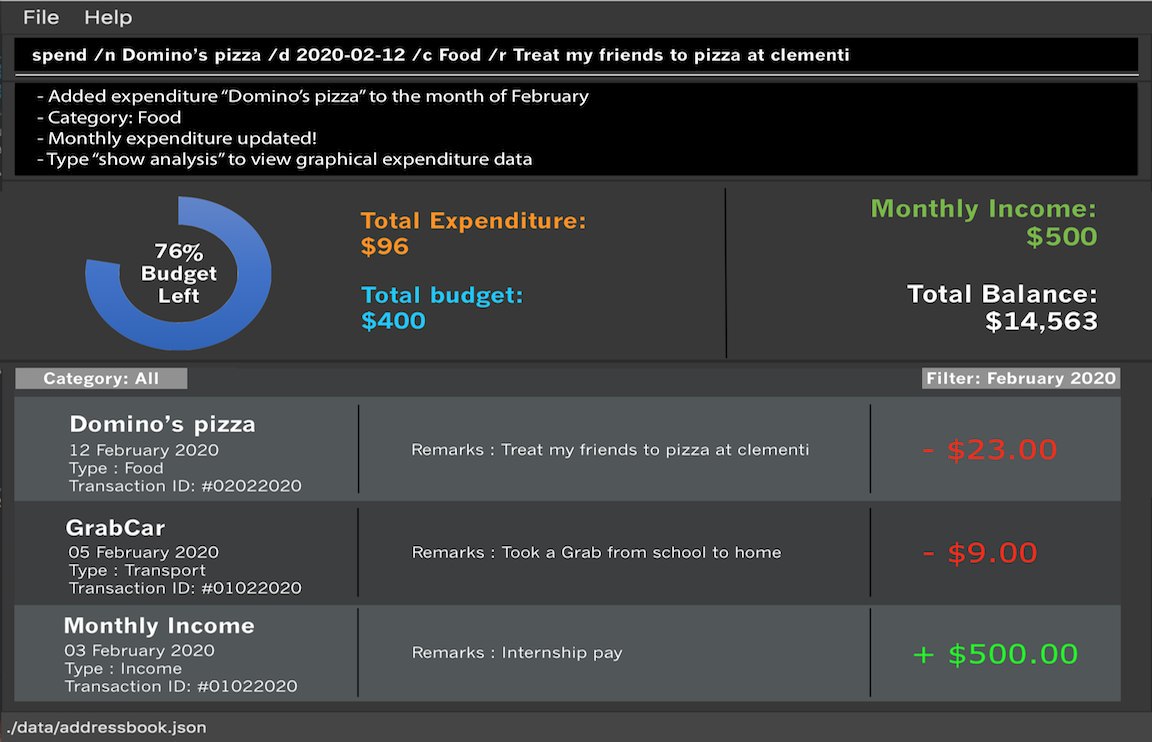 File Help
spend /n Domino’s pizza /d 2020-02-12 /c Food /r Treat my friends to pizza at clementi
- Added expenditure “Domino’s pizza” to the month of February
- Category: Food
- Monthly expenditure updated!
- Type “show analysis” to view graphical expenditure data
76%
Budget
Left
Total Expenditure:
$96
Total budget:
$400
Monthly Income:
$500
Total Balance:
$14,563
Category: All
Filter: February 2020
Domino’s pizza
12 February 2020
Type : Food
Transaction ID: #02022020
Remarks : Treat my friends to pizza at clementi
- $23.00
GrabCar
05 February 2020
Type : Transport
Transaction ID: #01022020
Remarks : Took a Grab from school to home
- $9.00
Monthly Income
03 February 2020
Type : Income
Transaction ID: #01022020
Remarks : Internship pay
+ $500.00
./data/addressbook.json